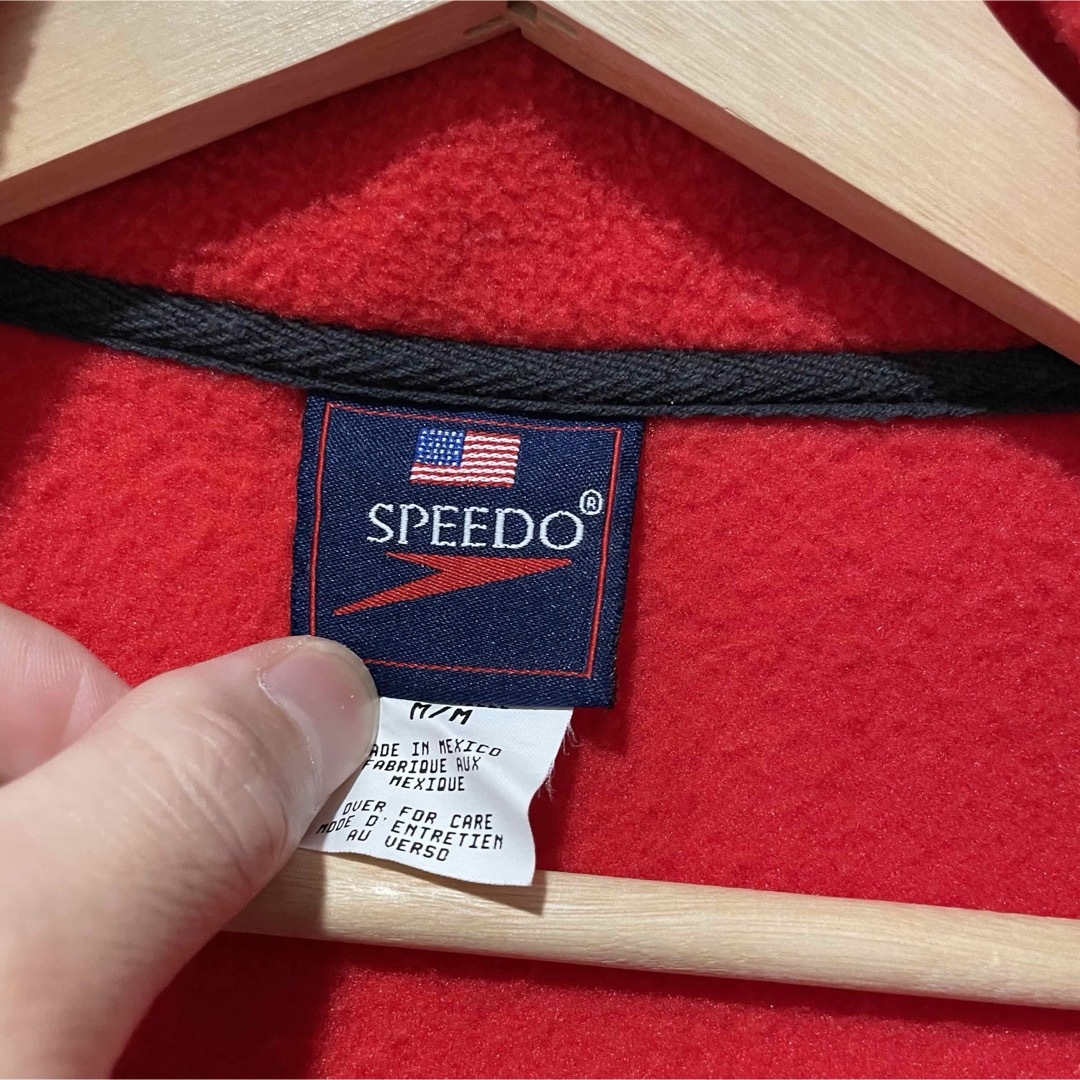 SPEEDO®
M/M
ADE IN MEXICO
FABRIQUE AUX
MEXIQUE
OVER FOR CARE
MODE D'ENTRETIEN
AU VERSO